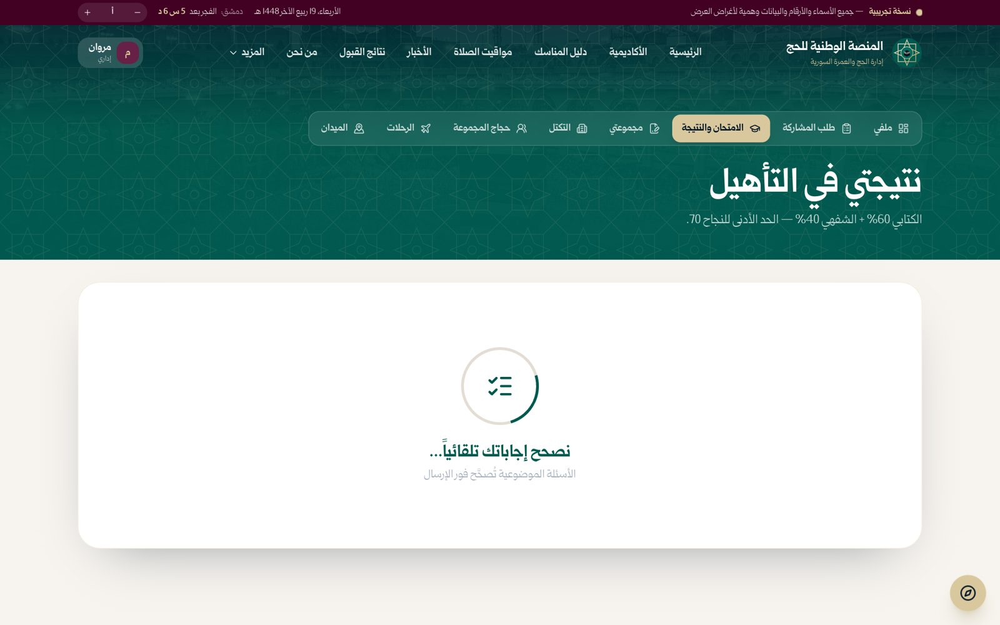 نسخة تجريبية — جميع الأسماء والأرقام والبيانات وهمية لأغراض العرض
الأربعاء، 19 ربيع الآخر 1448 هـ
دمشق: الفجر بعد 5 س 6 د
− أ +
المنصة الوطنية للحج
إدارة الحج والعمرة السورية
الرئيسية
الأكاديمية
دليل المناسك
مواقيت الصلاة
الأخبار
نتائج القبول
من نحن
المزيد
مروان
إداري
م
ملفي
طلب المشاركة
الامتحان والنتيجة
مجموعتي
التكتل
حجاج المجموعة
الرحلات
الميدان
نتيجتي في التأهيل
الكتابي 60% + الشفهي 40% — الحد الأدنى للنجاح 70.
نصحح إجاباتك تلقائياً...
الأسئلة الموضوعية تُصحَّح فور الإرسال